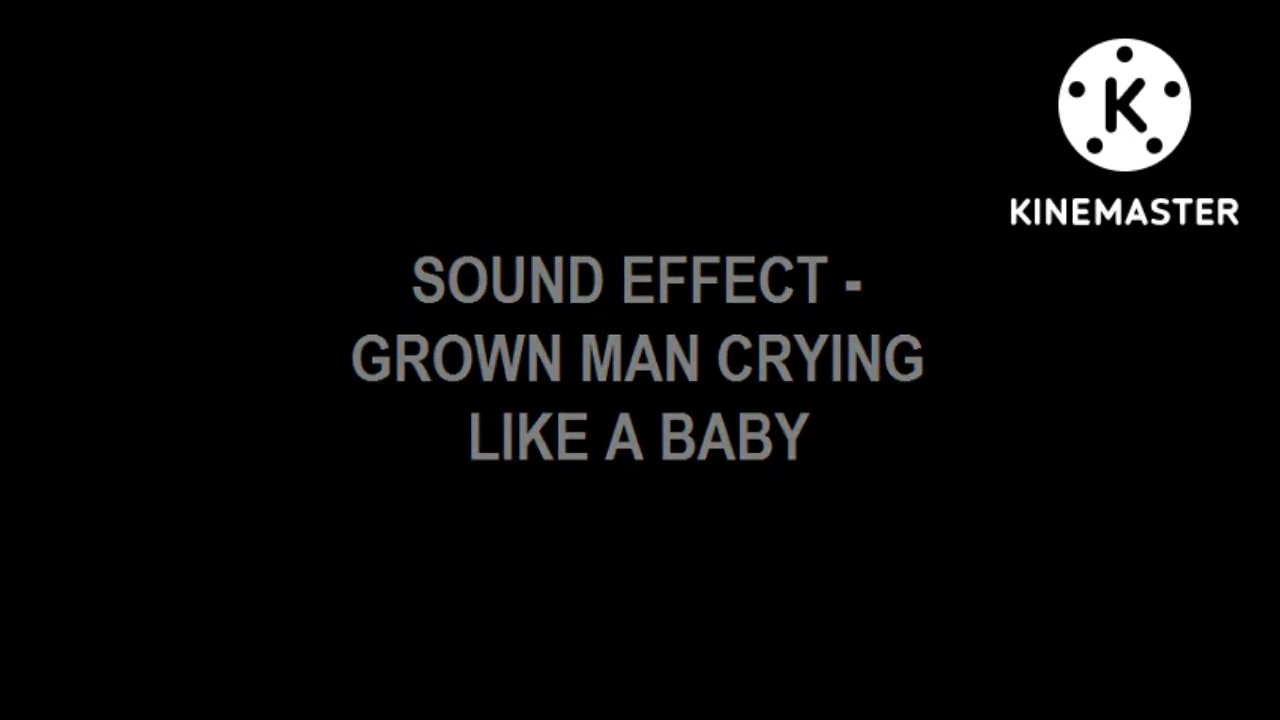 K
KINEMASTER
SOUND EFFECT -
GROWN MAN CRYING
LIKE A BABY